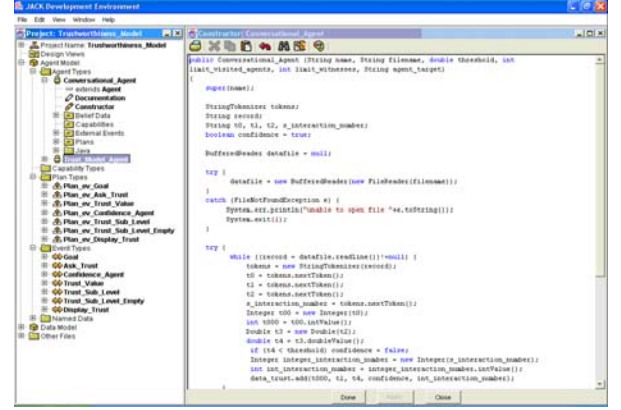 JACK Development Environment
File Edit View Window Help
Project: Trustworthiness_Model
Project Name: Trustworthiness_Model
Design Views
Agent Model
Agent Types
Conversational_Agent
extends Agent
Documentation
Constructor
Belief Data
Capabilities
External Events
Plans
Java
Trust_Model_Agent
Capability Types
Plan Types
Plan_ev_Goal
Plan_ev_Ask_Trust
Plan_ev_Trust_Value
Plan_ev_Confidence_Agent
Plan_ev_Trust_Sub_Level
Plan_ev_Trust_Sub_Level_Empty
Plan_ev_Display_Trust
Event Types
Goal
Ask_Trust
Confidence_Agent
Trust_Value
Trust_Sub_Level
Trust_Sub_Level_Empty
Display_Trust
Named Data
Data Model
Other Files
Constructor: Conversational_Agent
public Conversational_Agent (String name, String filename, double threshold, int
limit_visited_agents, int limit_witnesses, String agent_target)
{
super(name);
StringTokenizer tokens;
String record;
String t0, t1, t2, s_interaction_number;
boolean confidence = true;
BufferedReader datafile = null;
try {
datafile = new BufferedReader(new FileReader(filename));
}
catch (FileNotFoundException e) {
System.err.println("unable to open file "+e.toString());
System.exit(1);
}
try {
while ((record = datafile.readLine())!=null) {
tokens = new StringTokenizer(record);
t0 = tokens.nextToken();
t1 = tokens.nextToken();
t2 = tokens.nextToken();
s_interaction_number = tokens.nextToken();
Integer t00 = new Integer(t0);
int t000 = t00.intValue();
Double t3 = new Double(t2);
double t4 = t3.doubleValue();
if (t4 < threshold) confidence = false;
Integer integer_interaction_number = new Integer(s_interaction_number);
int int_interaction_number = integer_interaction_number.intValue();
data_trust.add(t000, t1, t4, confidence, int_interaction_number);
}
Done Close